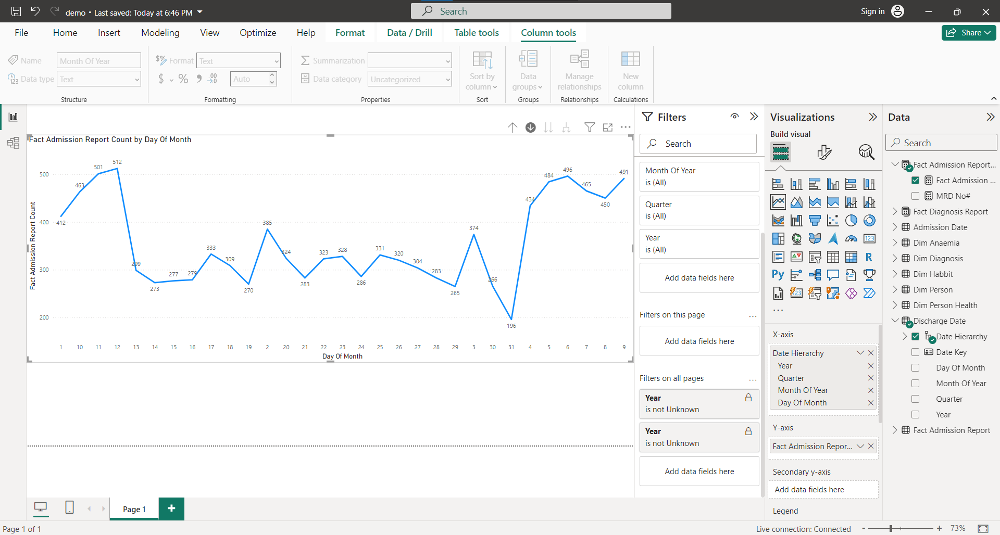 demo • Last saved: Today at 6:46 PM
Search
Sign in
File Home Insert Modeling View Optimize Help Format Data / Drill Table tools Column tools
Share
Name Month Of Year
Data type Text
Structure
Format Text
$ % Auto
Formatting
Summarization
Data category Uncategorized
Properties
Sort by column
Sort
Data groups
Groups
Manage relationships
Relationships
New column
Calculations
Fact Admission Report Count by Day Of Month
Fact Admission Report Count
500
400
300
200
412
463
501
512
299
273
277
279
333
309
270
385
324
283
323
328
286
331
320
304
283
265
374
266
196
434
484
496
465
450
491
1 10 11 12 13 14 15 16 17 18 19 2 20 21 22 23 24 25 26 27 28 29 3 30 31 4 5 6 7 8 9
Day Of Month
Filters
Search
Month Of Year
is (All)
Quarter
is (All)
Year
is (All)
Add data fields here
Filters on this page ...
Add data fields here
Filters on all pages ...
Year
is not Unknown
Year
is not Unknown
Add data fields here
Visualizations
Build visual
123
R
Py
123
...
X-axis
Date Hierarchy
Year
Quarter
Month Of Year
Day Of Month
Y-axis
Fact Admission Repor...
Secondary y-axis
Add data fields here
Legend
Data
Search
Fact Admission Report...
Fact Admission ...
MRD No#
Fact Diagnosis Report
Admission Date
Dim Anaemia
Dim Diagnosis
Dim Habbit
Dim Person
Dim Person Health
Discharge Date
Date Hierarchy
Date Key
Day Of Month
Month Of Year
Quarter
Year
Fact Admission Report
Page 1
+
Page 1 of 1
Live connection: Connected
- + 73%